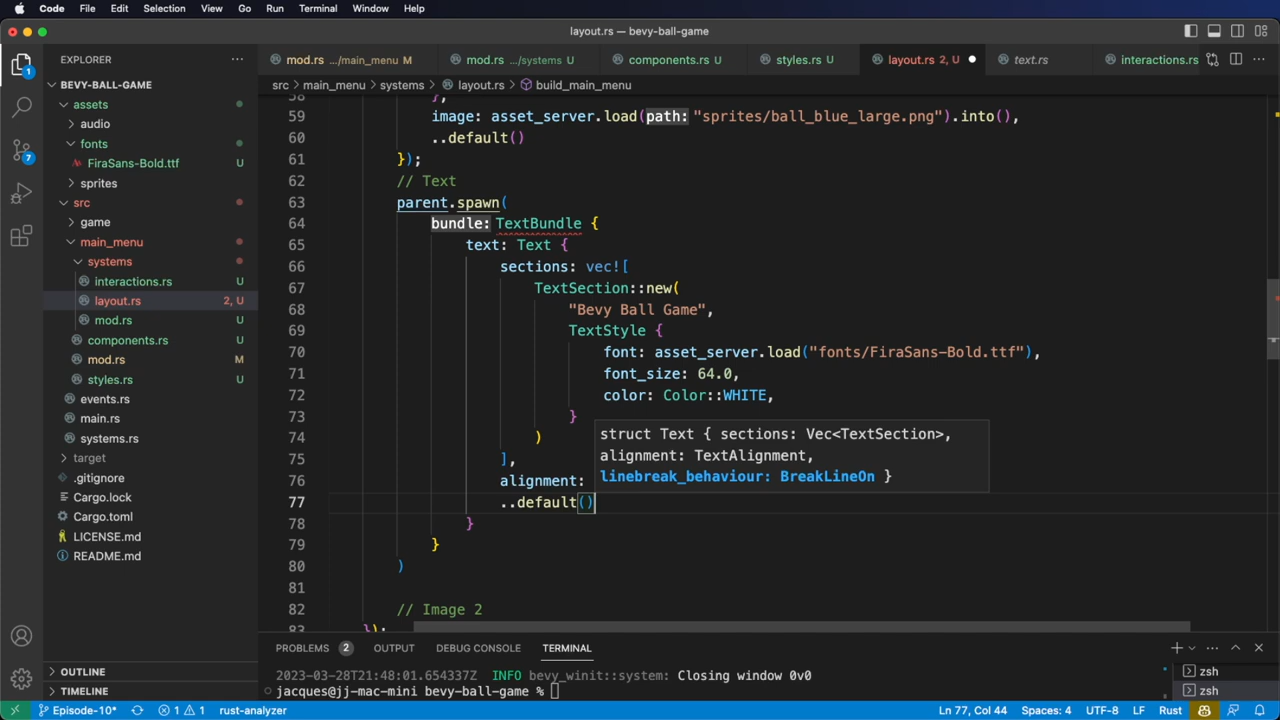 Code File Edit Selection View Go Run Terminal Window Help
layout.rs — bevy-ball-game
EXPLORER
BEVY-BALL-GAME
assets
audio
fonts
FiraSans-Bold.ttf U
sprites
src
game
main_menu
systems
interactions.rs U
layout.rs 2, U
mod.rs U
components.rs U
mod.rs M
styles.rs U
events.rs
main.rs
systems.rs
target
.gitignore
Cargo.lock
Cargo.toml
LICENSE.md
README.md
OUTLINE
TIMELINE
1
7
mod.rs .../main_menu M mod.rs .../systems U components.rs U styles.rs U layout.rs 2, U text.rs interactions.rs
src > main_menu > systems > layout.rs > build_main_menu
58 },
59 image: asset_server.load(path: "sprites/ball_blue_large.png").into(),
60 ..default()
61 });
62 // Text
63 parent.spawn(
64 bundle: TextBundle {
65 text: Text {
66 sections: vec![
67 TextSection::new(
68 "Bevy Ball Game",
69 TextStyle {
70 font: asset_server.load("fonts/FiraSans-Bold.ttf"),
71 font_size: 64.0,
72 color: Color::WHITE,
73 }
74 )
75 ],
76 alignment:
77 ..default()
78 }
79 }
80 )
81
82 // Image 2
83 });
struct Text { sections: Vec<TextSection>,
alignment: TextAlignment,
linebreak_behaviour: BreakLineOn }
PROBLEMS 2 OUTPUT DEBUG CONSOLE TERMINAL
2023-03-28T21:48:01.654337Z INFO bevy_winit::system: Closing window 0v0
jacques@jj-mac-mini bevy-ball-game %
zsh
zsh
Episode-10* 1 1 rust-analyzer Ln 77, Col 44 Spaces: 4 UTF-8 LF Rust